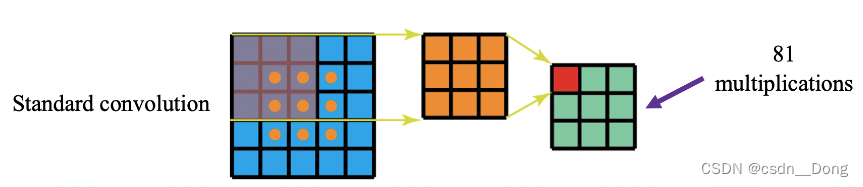 81
multiplications
Standard convolution
CSDN @csdn__Dong